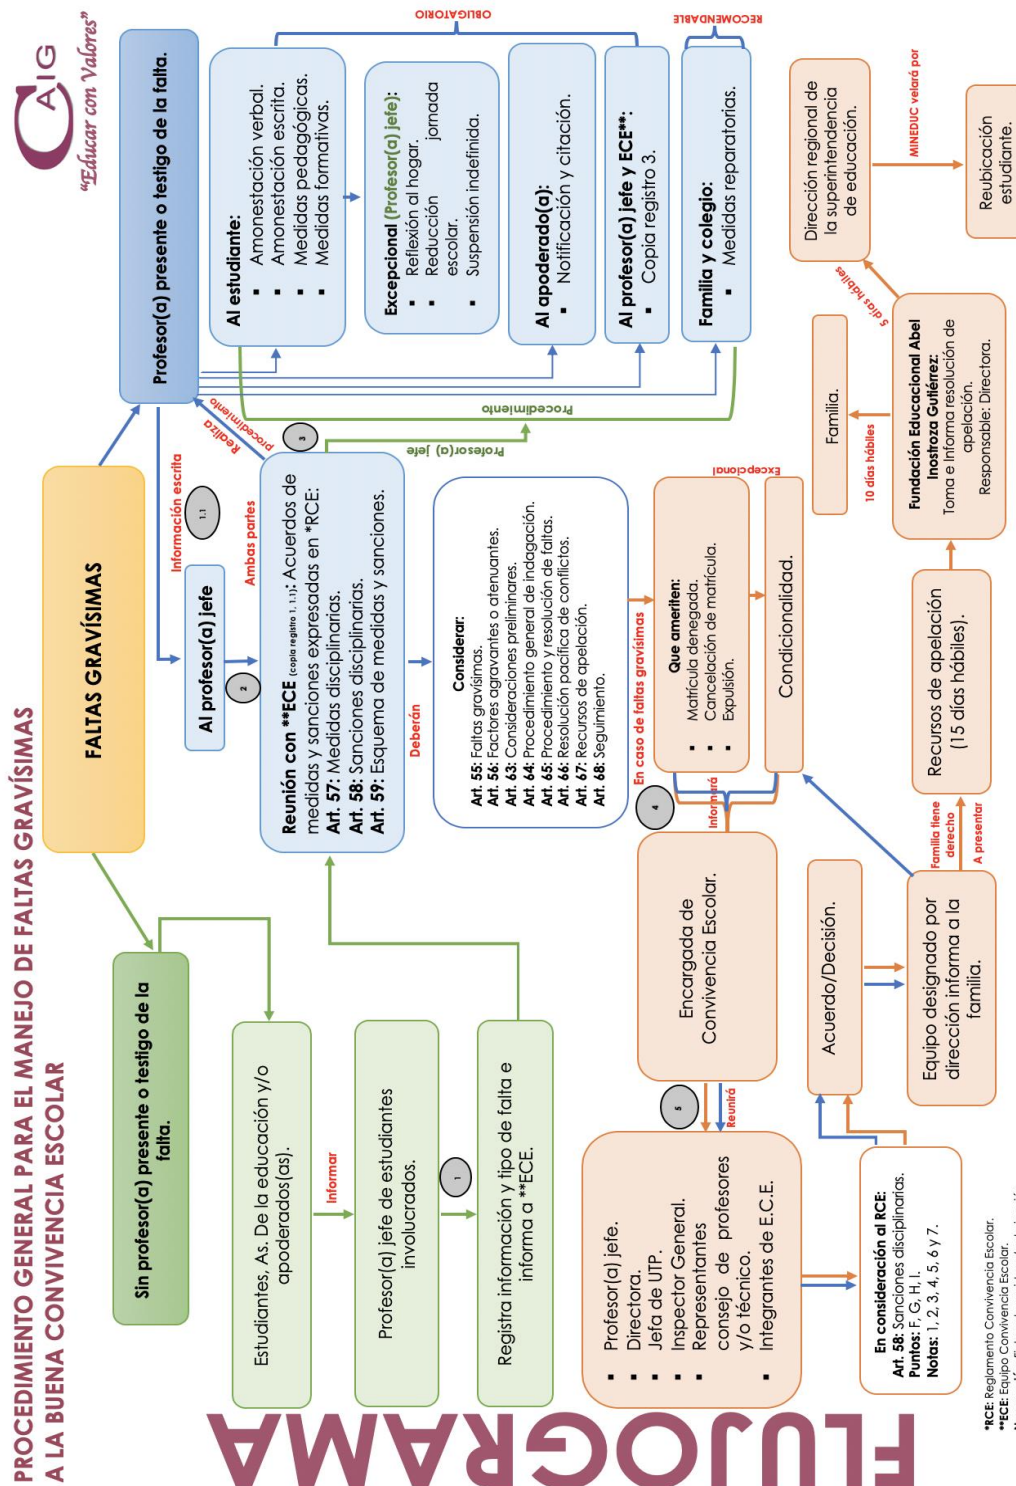 PROCEDIMIENTO GENERAL PARA EL MANEJO DE FALTAS GRAVÍSIMAS
A LA BUENA CONVIVENCIA ESCOLAR
CAIG
“Educar con Valores”
FLUJOGRAMA
FALTAS GRAVÍSIMAS
Sin profesor(a) presente o testigo de la
falta.
Profesor(a) presente o testigo de la falta.
Estudiantes, As. De la educación y/o
apoderados(as).
Informar
Profesor(a) jefe de estudiantes
involucrados.
1
Registra información y tipo de falta e
informa a **ECE.
Información escrita
1.1
Al profesor(a) jefe
2
Ambas partes
Realiza
procedimiento
3
Reunión con **ECE (copia registro 1, 1.1): Acuerdos de
medidas y sanciones expresadas en *RCE:
Art. 57: Medidas disciplinarias.
Art. 58: Sanciones disciplinarias.
Art. 59: Esquema de medidas y sanciones.
Deberán
Profesor(a) jefe
Procedimiento
Al estudiante:
▪ Amonestación verbal.
▪ Amonestación escrita.
▪ Medidas pedagógicas.
▪ Medidas formativas.
Excepcional (Profesor(a) jefe):
▪ Reflexión al hogar.
▪ Reducción jornada
escolar.
▪ Suspensión indefinida.
Al apoderado(a):
▪ Notificación y citación.
Al profesor(a) jefe y ECE**:
▪ Copia registro 3.
OBLIGATORIO
Familia y colegio:
▪ Medidas reparatorias.
RECOMENDABLE
Considerar:
Art. 55: Faltas gravísimas.
Art. 56: Factores agravantes o atenuantes.
Art. 63: Consideraciones preliminares.
Art. 64: Procedimiento general de indagación.
Art. 65: Procedimiento y resolución de faltas.
Art. 66: Resolución pacífica de conflictos.
Art. 67: Recursos de apelación.
Art. 68: Seguimiento.
En caso de faltas gravísimas
Que ameriten:
▪ Matrícula denegada.
▪ Cancelación de matrícula.
▪ Expulsión.
Excepcional
Condicionalidad.
4
Informará
Encargada de
Convivencia Escolar.
5
Reunirá
▪ Profesor(a) jefe.
▪ Directora.
▪ Jefa de UTP.
▪ Inspector General.
▪ Representantes
consejo de profesores
y/o técnico.
▪ Integrantes de E.C.E.
En consideración al RCE:
Art. 58: Sanciones disciplinarias.
Puntos: F, G, H, I.
Notas: 1, 2, 3, 4, 5, 6 y 7.
Acuerdo/Decisión.
Equipo designado por
dirección informa a la
familia.
Familia tiene
derecho
A presentar
Recursos de apelación
(15 días hábiles).
Fundación Educacional Abel
Inostroza Gutiérrez:
Toma e Informa resolución de
apelación.
Responsable: Directora.
10 días hábiles
Familia.
5 días hábiles
Dirección regional de
la superintendencia
de educación.
MINEDUC velará por
Reubicación
estudiante.
*RCE: Reglamento Convivencia Escolar.
**ECE: Equipo Convivencia Escolar.